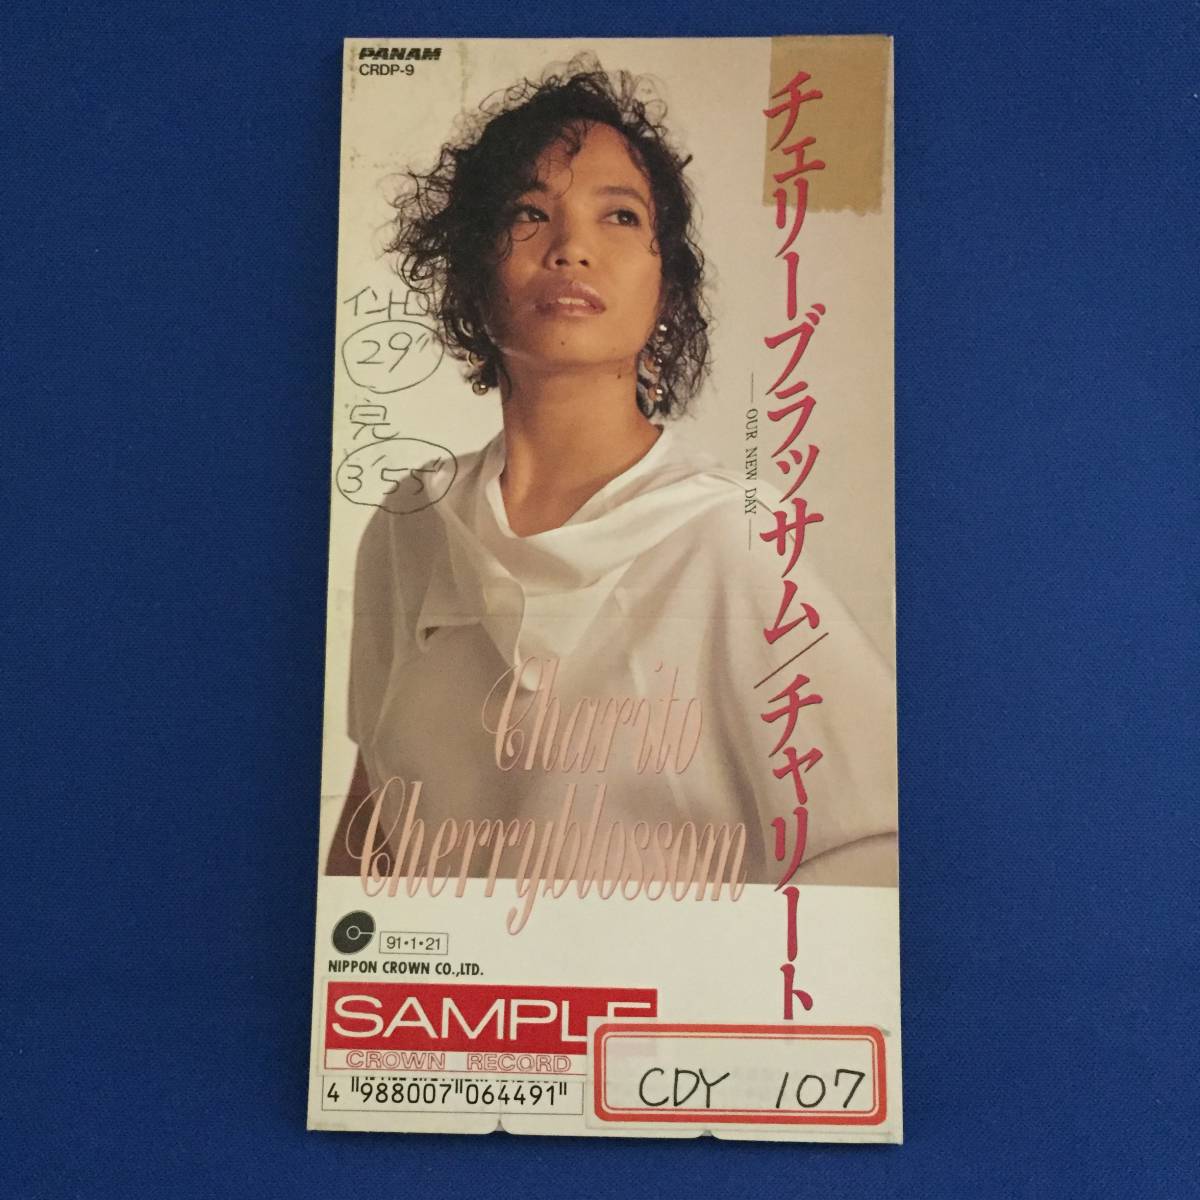 PANAM
CRDP-9
チェリーブラッサム/チャリート
— OUR NEW DAY —
イントロ
29"
完
3'55"
Charito
Cherryblossom
91・1・21
NIPPON CROWN CO.,LTD.
SAMPLE
CROWN RECORD
4 988007 064491
CDY 107